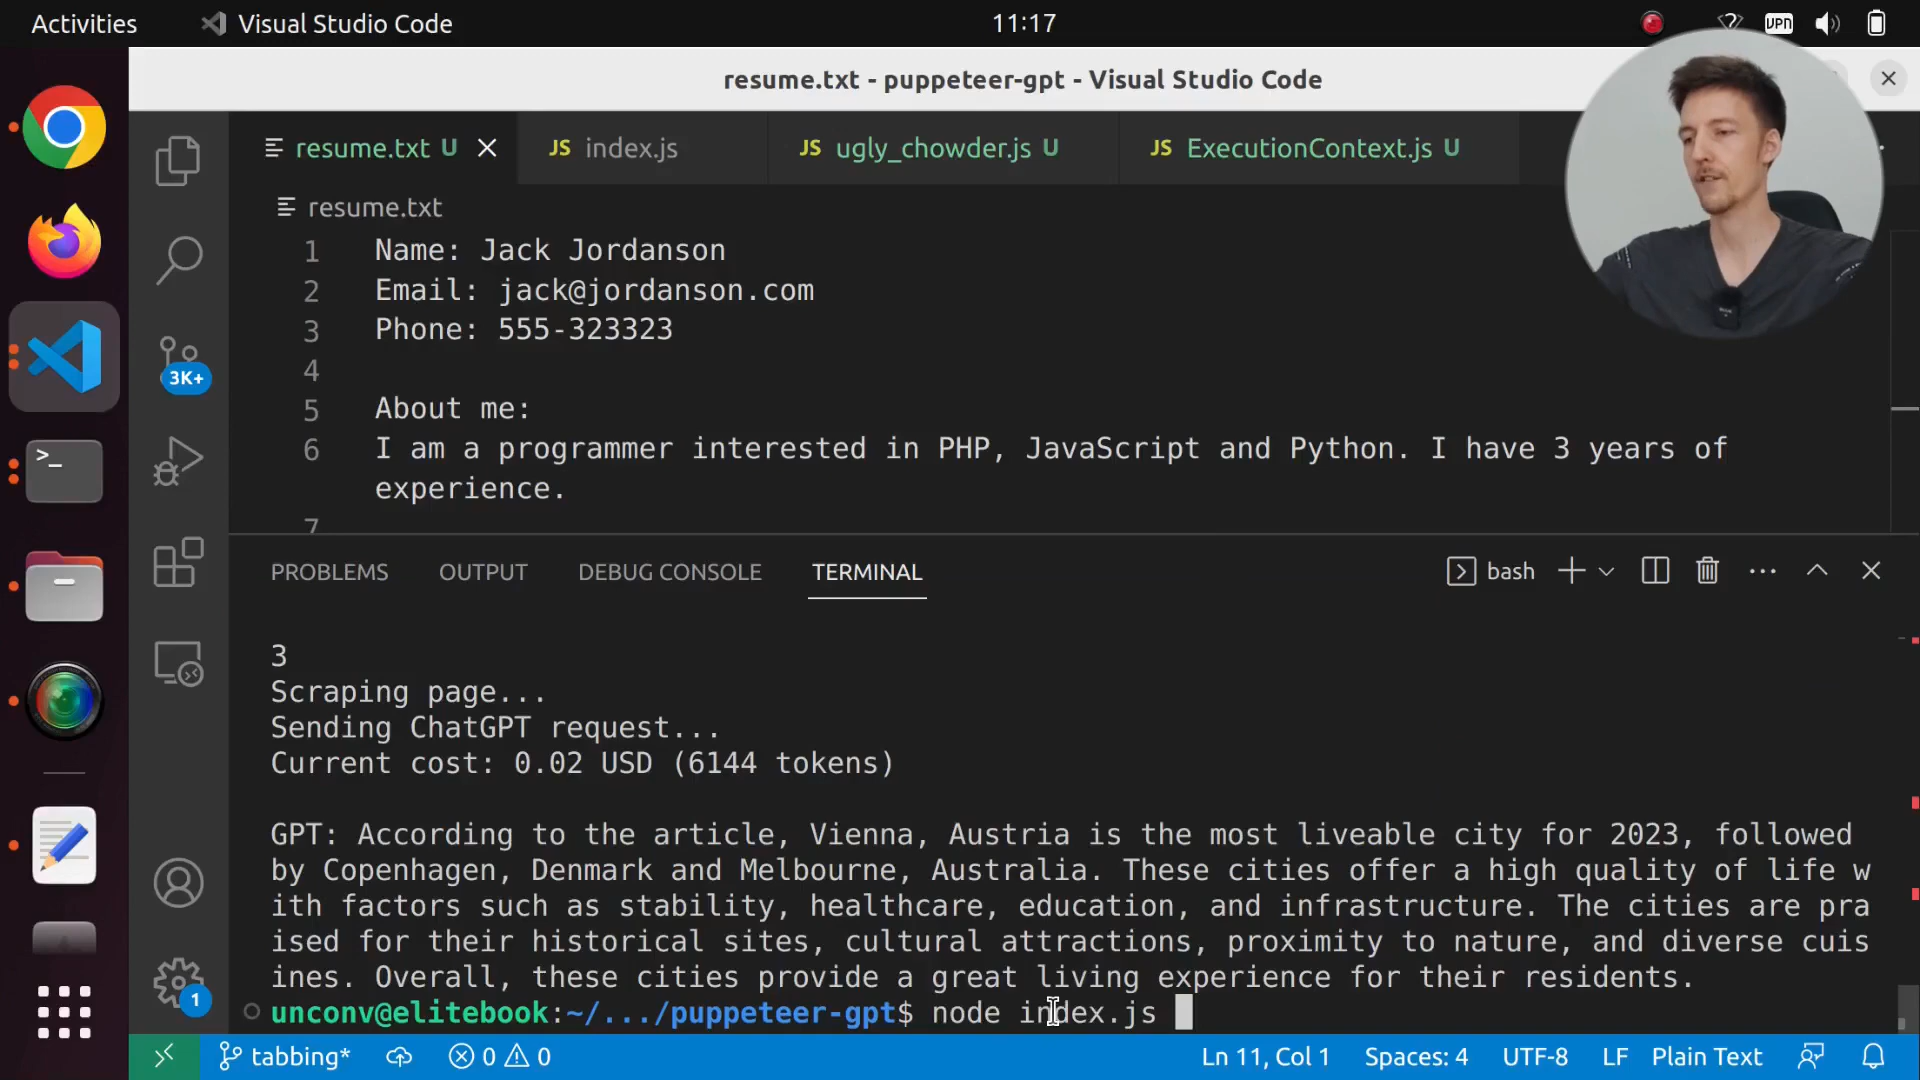 Activities
Visual Studio Code
11:17
VPN
resume.txt - puppeteer-gpt - Visual Studio Code
resume.txt U
JS index.js
JS ugly_chowder.js U
JS ExecutionContext.js U
resume.txt
1 Name: Jack Jordanson
2 Email: jack@jordanson.com
3 Phone: 555-323323
4
5 About me:
6 I am a programmer interested in PHP, JavaScript and Python. I have 3 years of
experience.
7
3K+
PROBLEMS OUTPUT DEBUG CONSOLE TERMINAL bash
3
Scraping page...
Sending ChatGPT request...
Current cost: 0.02 USD (6144 tokens)
GPT: According to the article, Vienna, Austria is the most liveable city for 2023, followed
by Copenhagen, Denmark and Melbourne, Australia. These cities offer a high quality of life w
ith factors such as stability, healthcare, education, and infrastructure. The cities are pra
ised for their historical sites, cultural attractions, proximity to nature, and diverse cuis
ines. Overall, these cities provide a great living experience for their residents.
unconv@elitebook:~/.../puppeteer-gpt$ node index.js
1
tabbing* 0 0 Ln 11, Col 1 Spaces: 4 UTF-8 LF Plain Text